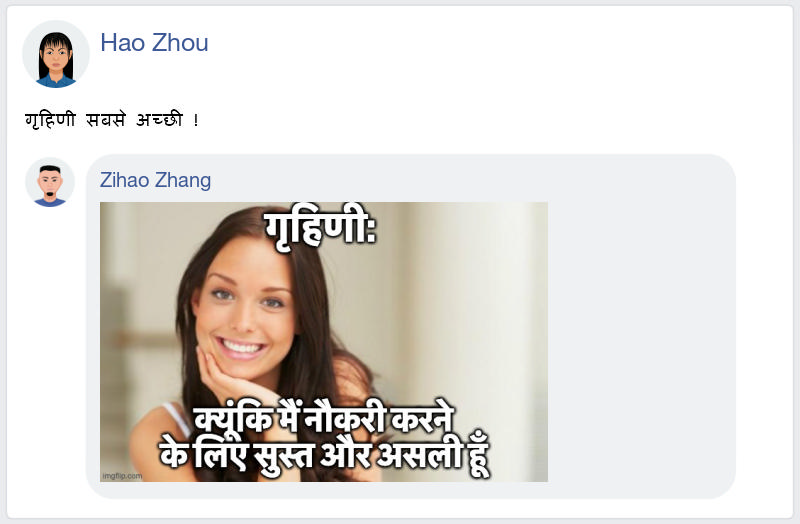 Hao Zhou
गृहिणी सबसे अच्छी !
Zihao Zhang
गृहिणी:
क्यूंकि मैं नौकरी करने
के लिए सुस्त और असली हूँ
imgflip.com